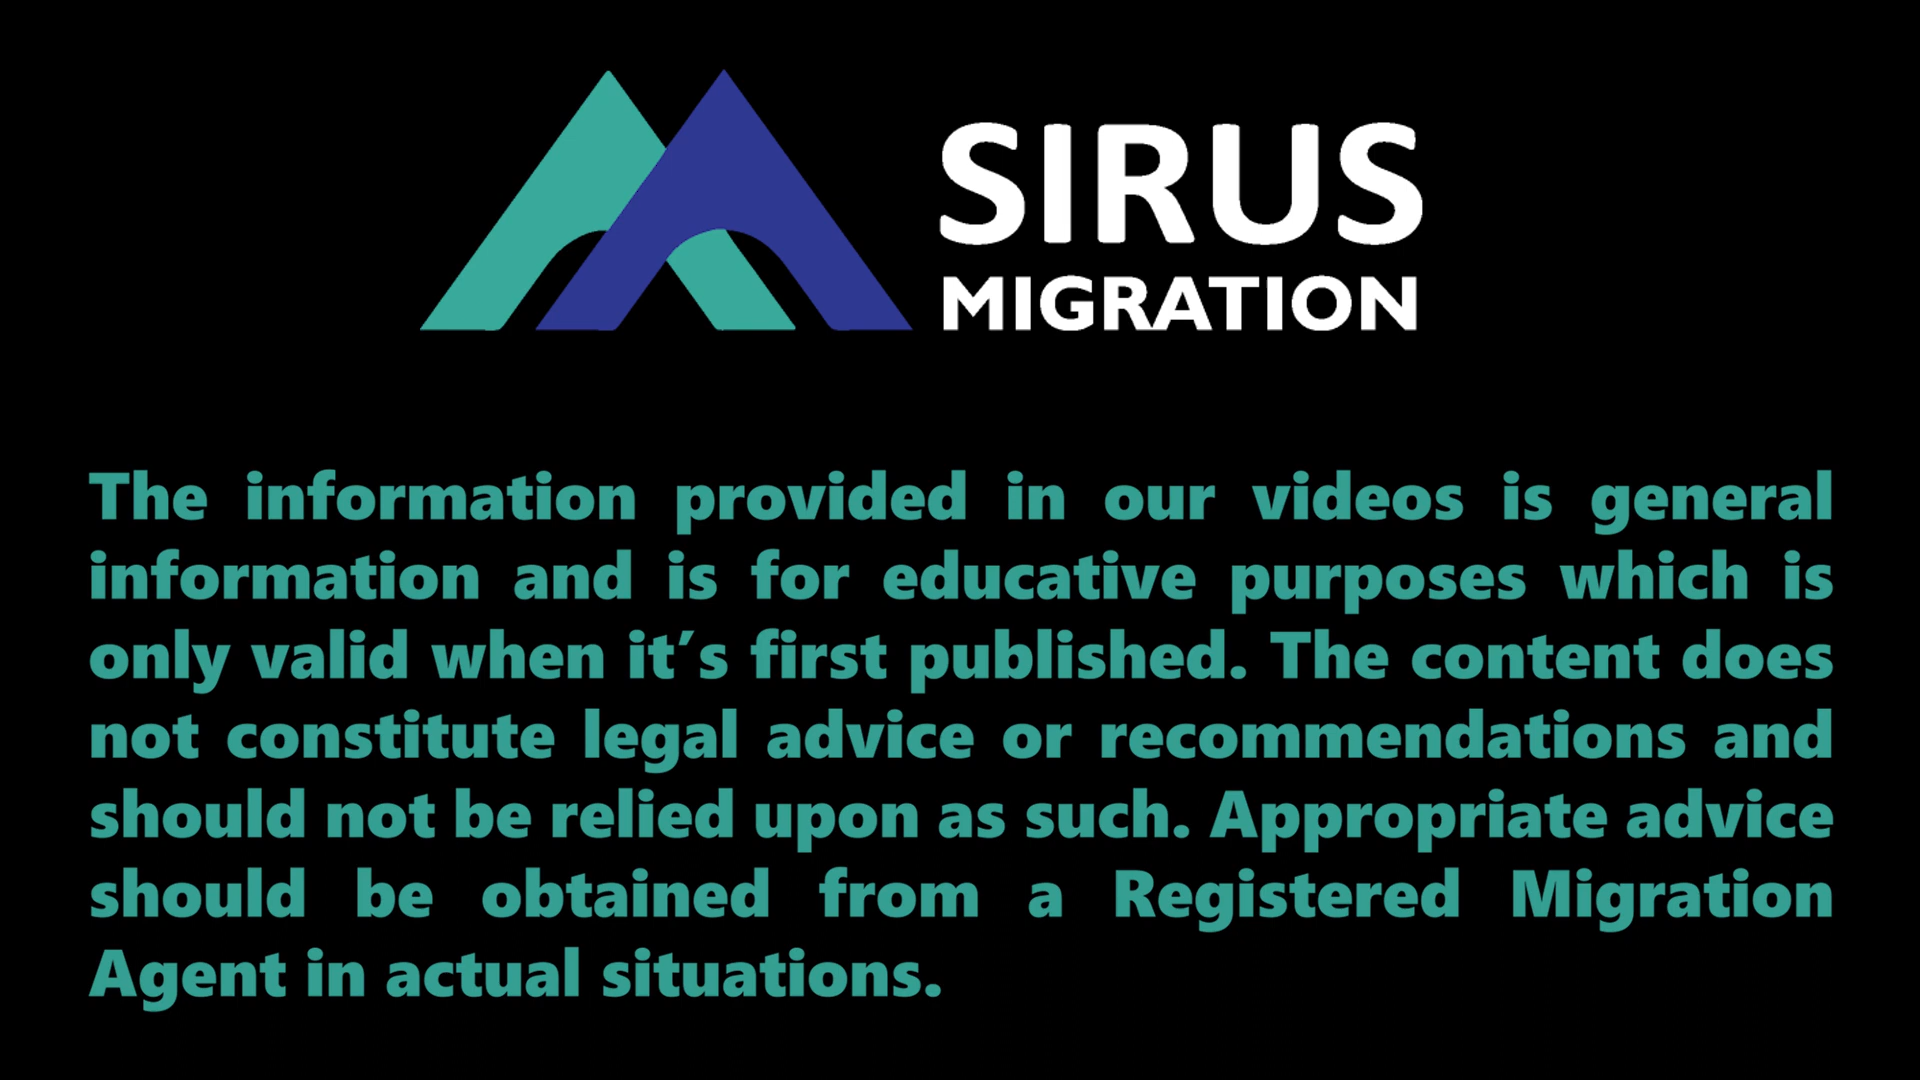 SIRUS
MIGRATION
The information provided in our videos is general
information and is for educative purposes which is
only valid when it’s first published. The content does
not constitute legal advice or recommendations and
should not be relied upon as such. Appropriate advice
should be obtained from a Registered Migration
Agent in actual situations.